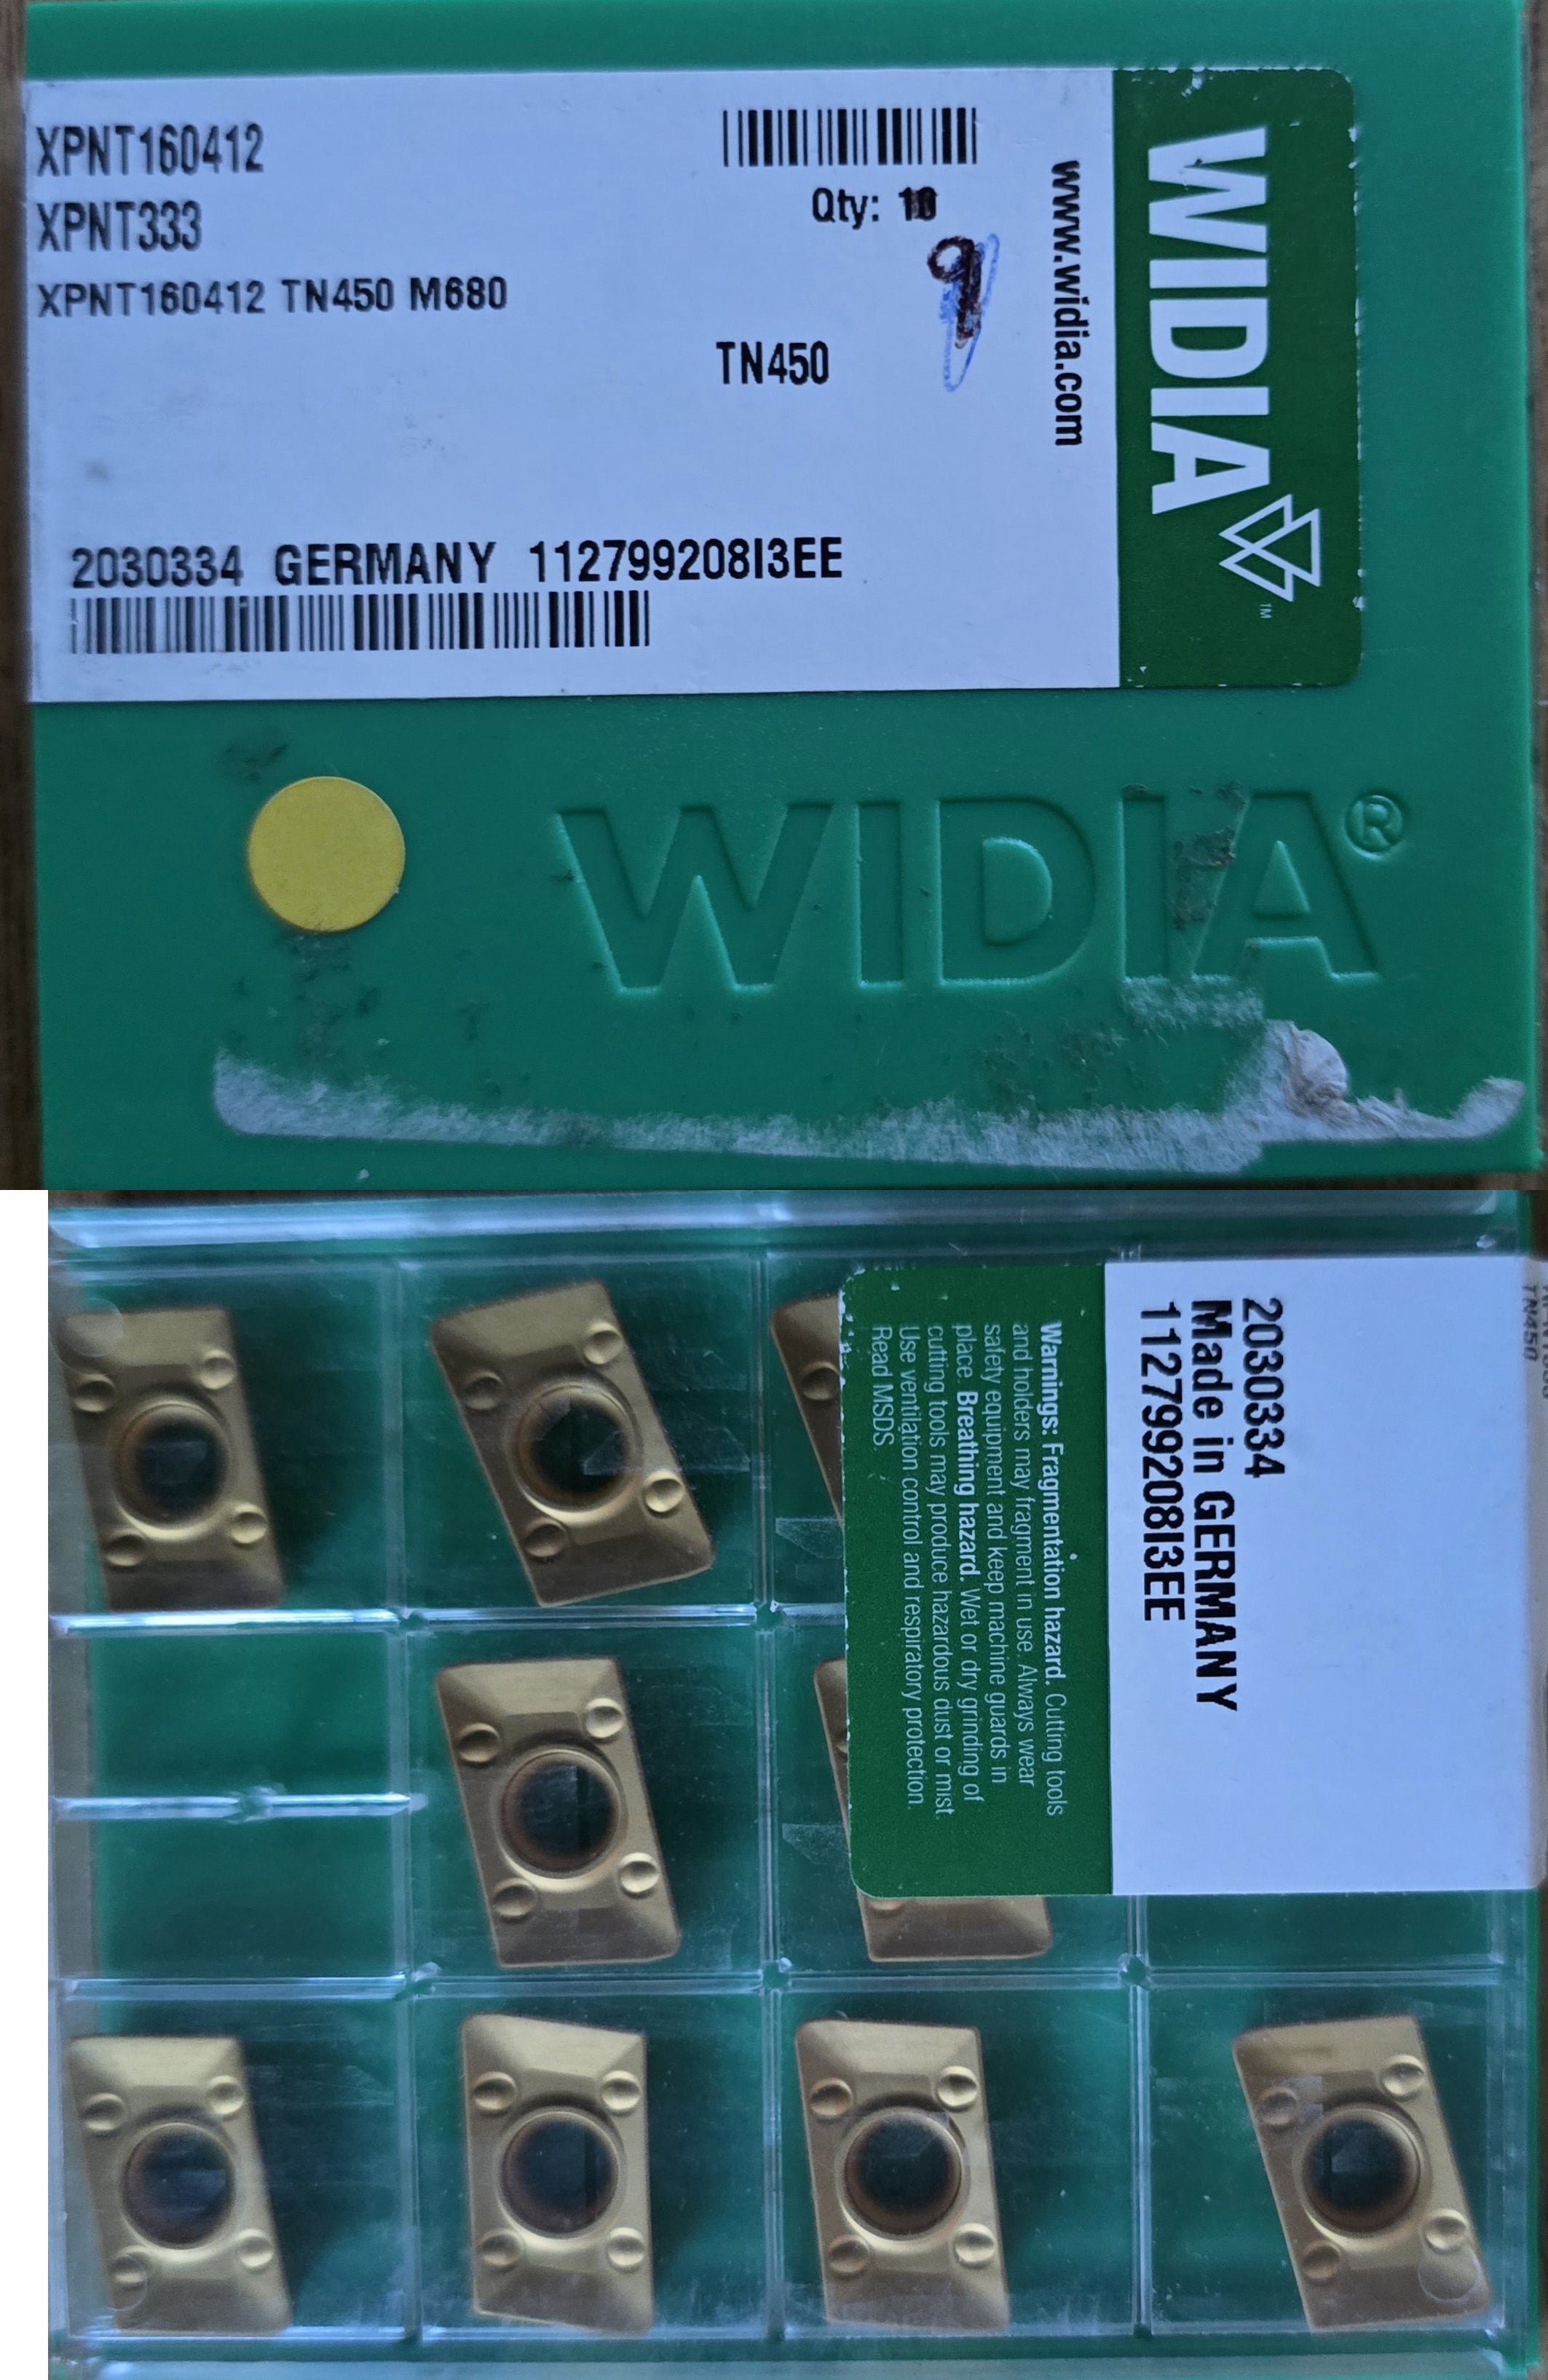 XPNT160412
XPNT333
XPNT160412 TN450 M680
Qty: 10
9
TN450
2030334 GERMANY 112799208I3EE
www.widia.com
WIDIA
TM
WIDIA®
2030334
Made in GERMANY
112799208I3EE
Warnings: Fragmentation hazard. Cutting tools
and holders may fragment in use. Always wear
safety equipment and keep machine guards in
place. Breathing hazard. Wet or dry grinding of
cutting tools may produce hazardous dust or mist.
Use ventilation control and respiratory protection.
Read MSDS.
TN450